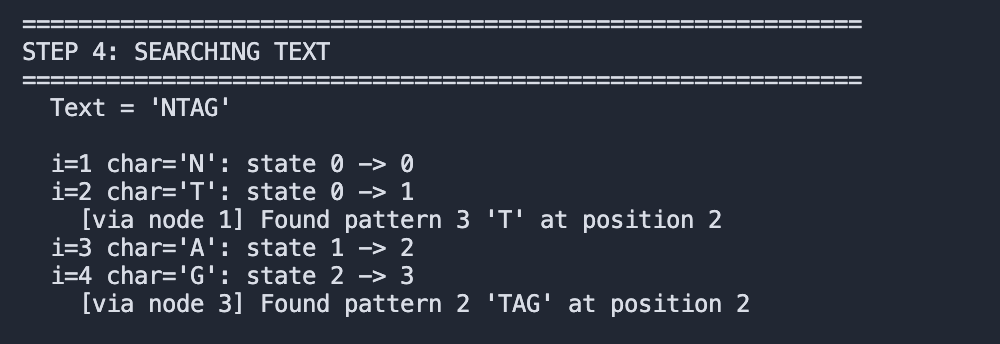 ============================================================
STEP 4: SEARCHING TEXT
============================================================
  Text = 'NTAG'

  i=1 char='N': state 0 -> 0
  i=2 char='T': state 0 -> 1
    [via node 1] Found pattern 3 'T' at position 2
  i=3 char='A': state 1 -> 2
  i=4 char='G': state 2 -> 3
    [via node 3] Found pattern 2 'TAG' at position 2